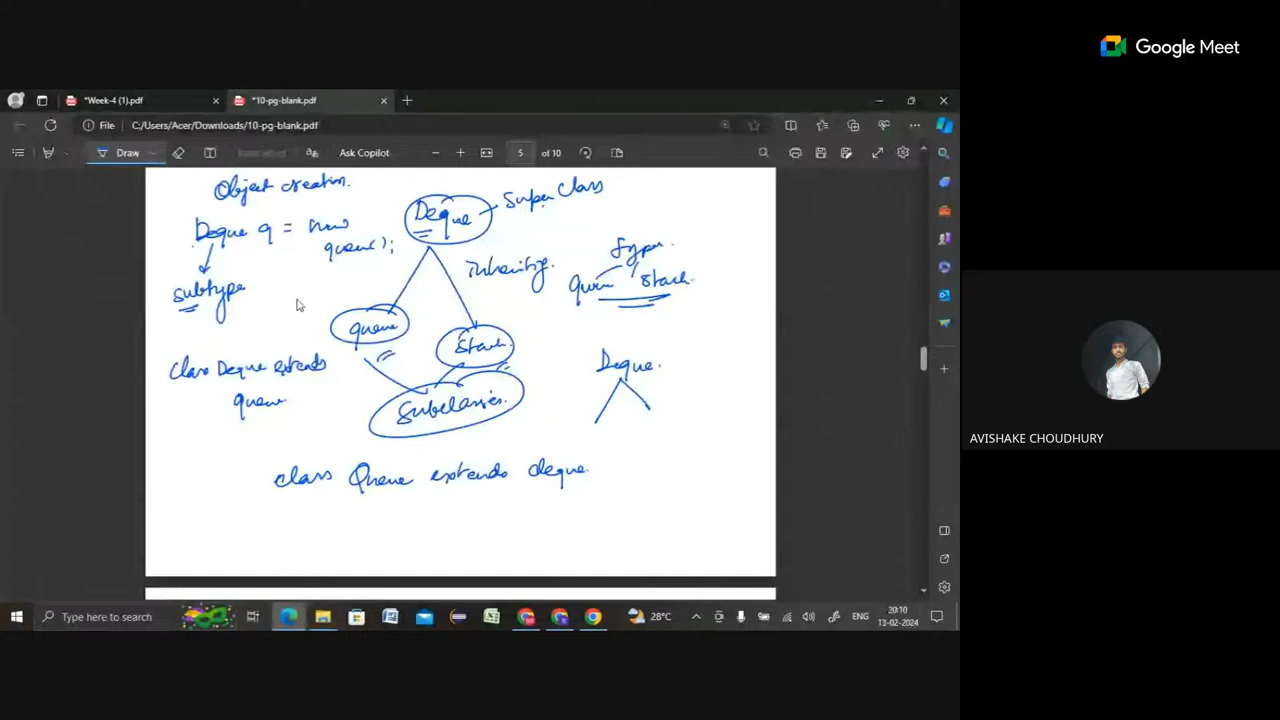 Google Meet
*Week-4 (1).pdf
*10-pg-blank.pdf
File
C:/Users/Acer/Downloads/10-pg-blank.pdf
Draw
Ask Copilot
5
of 10
Object creation.
Deque q = new
queue();
subtype
class Deque extends
queue
Deque - Super Class
inheriting.
queue
Stack.
Subclasses.
Stack.
Deque.
class Queue extends deque
AVISHAKE CHOUDHURY
Type here to search
28°C
ENG
20:10
13-02-2024